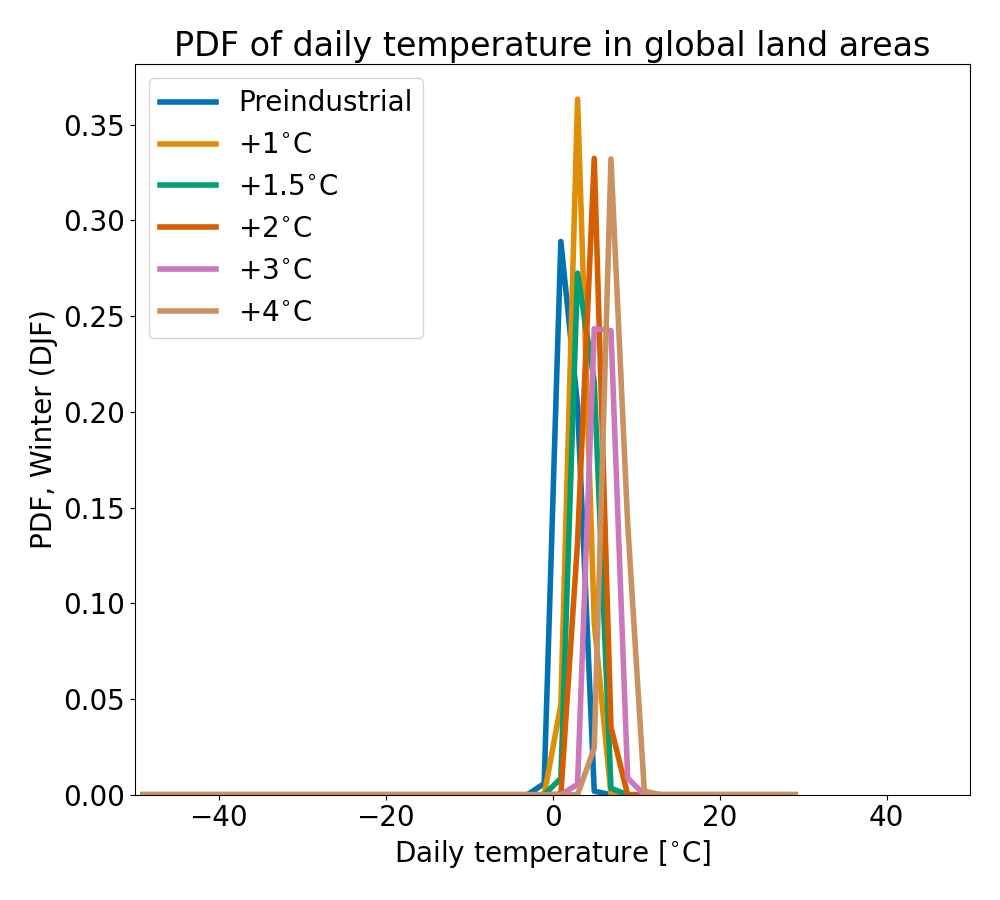 PDF of daily temperature in global land areas
Preindustrial
+1°C
+1.5°C
+2°C
+3°C
+4°C
PDF, Winter (DJF)
0.35
0.30
0.25
0.20
0.15
0.10
0.05
0.00
−40
−20
0
20
40
Daily temperature [°C]